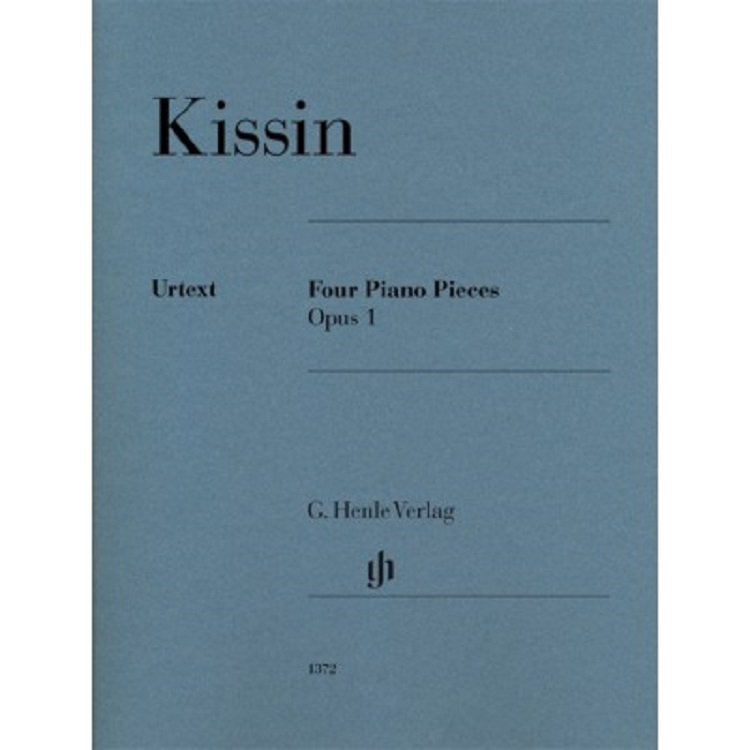 Kissin
Urtext
Four Piano Pieces
Opus 1
G. Henle Verlag
1372